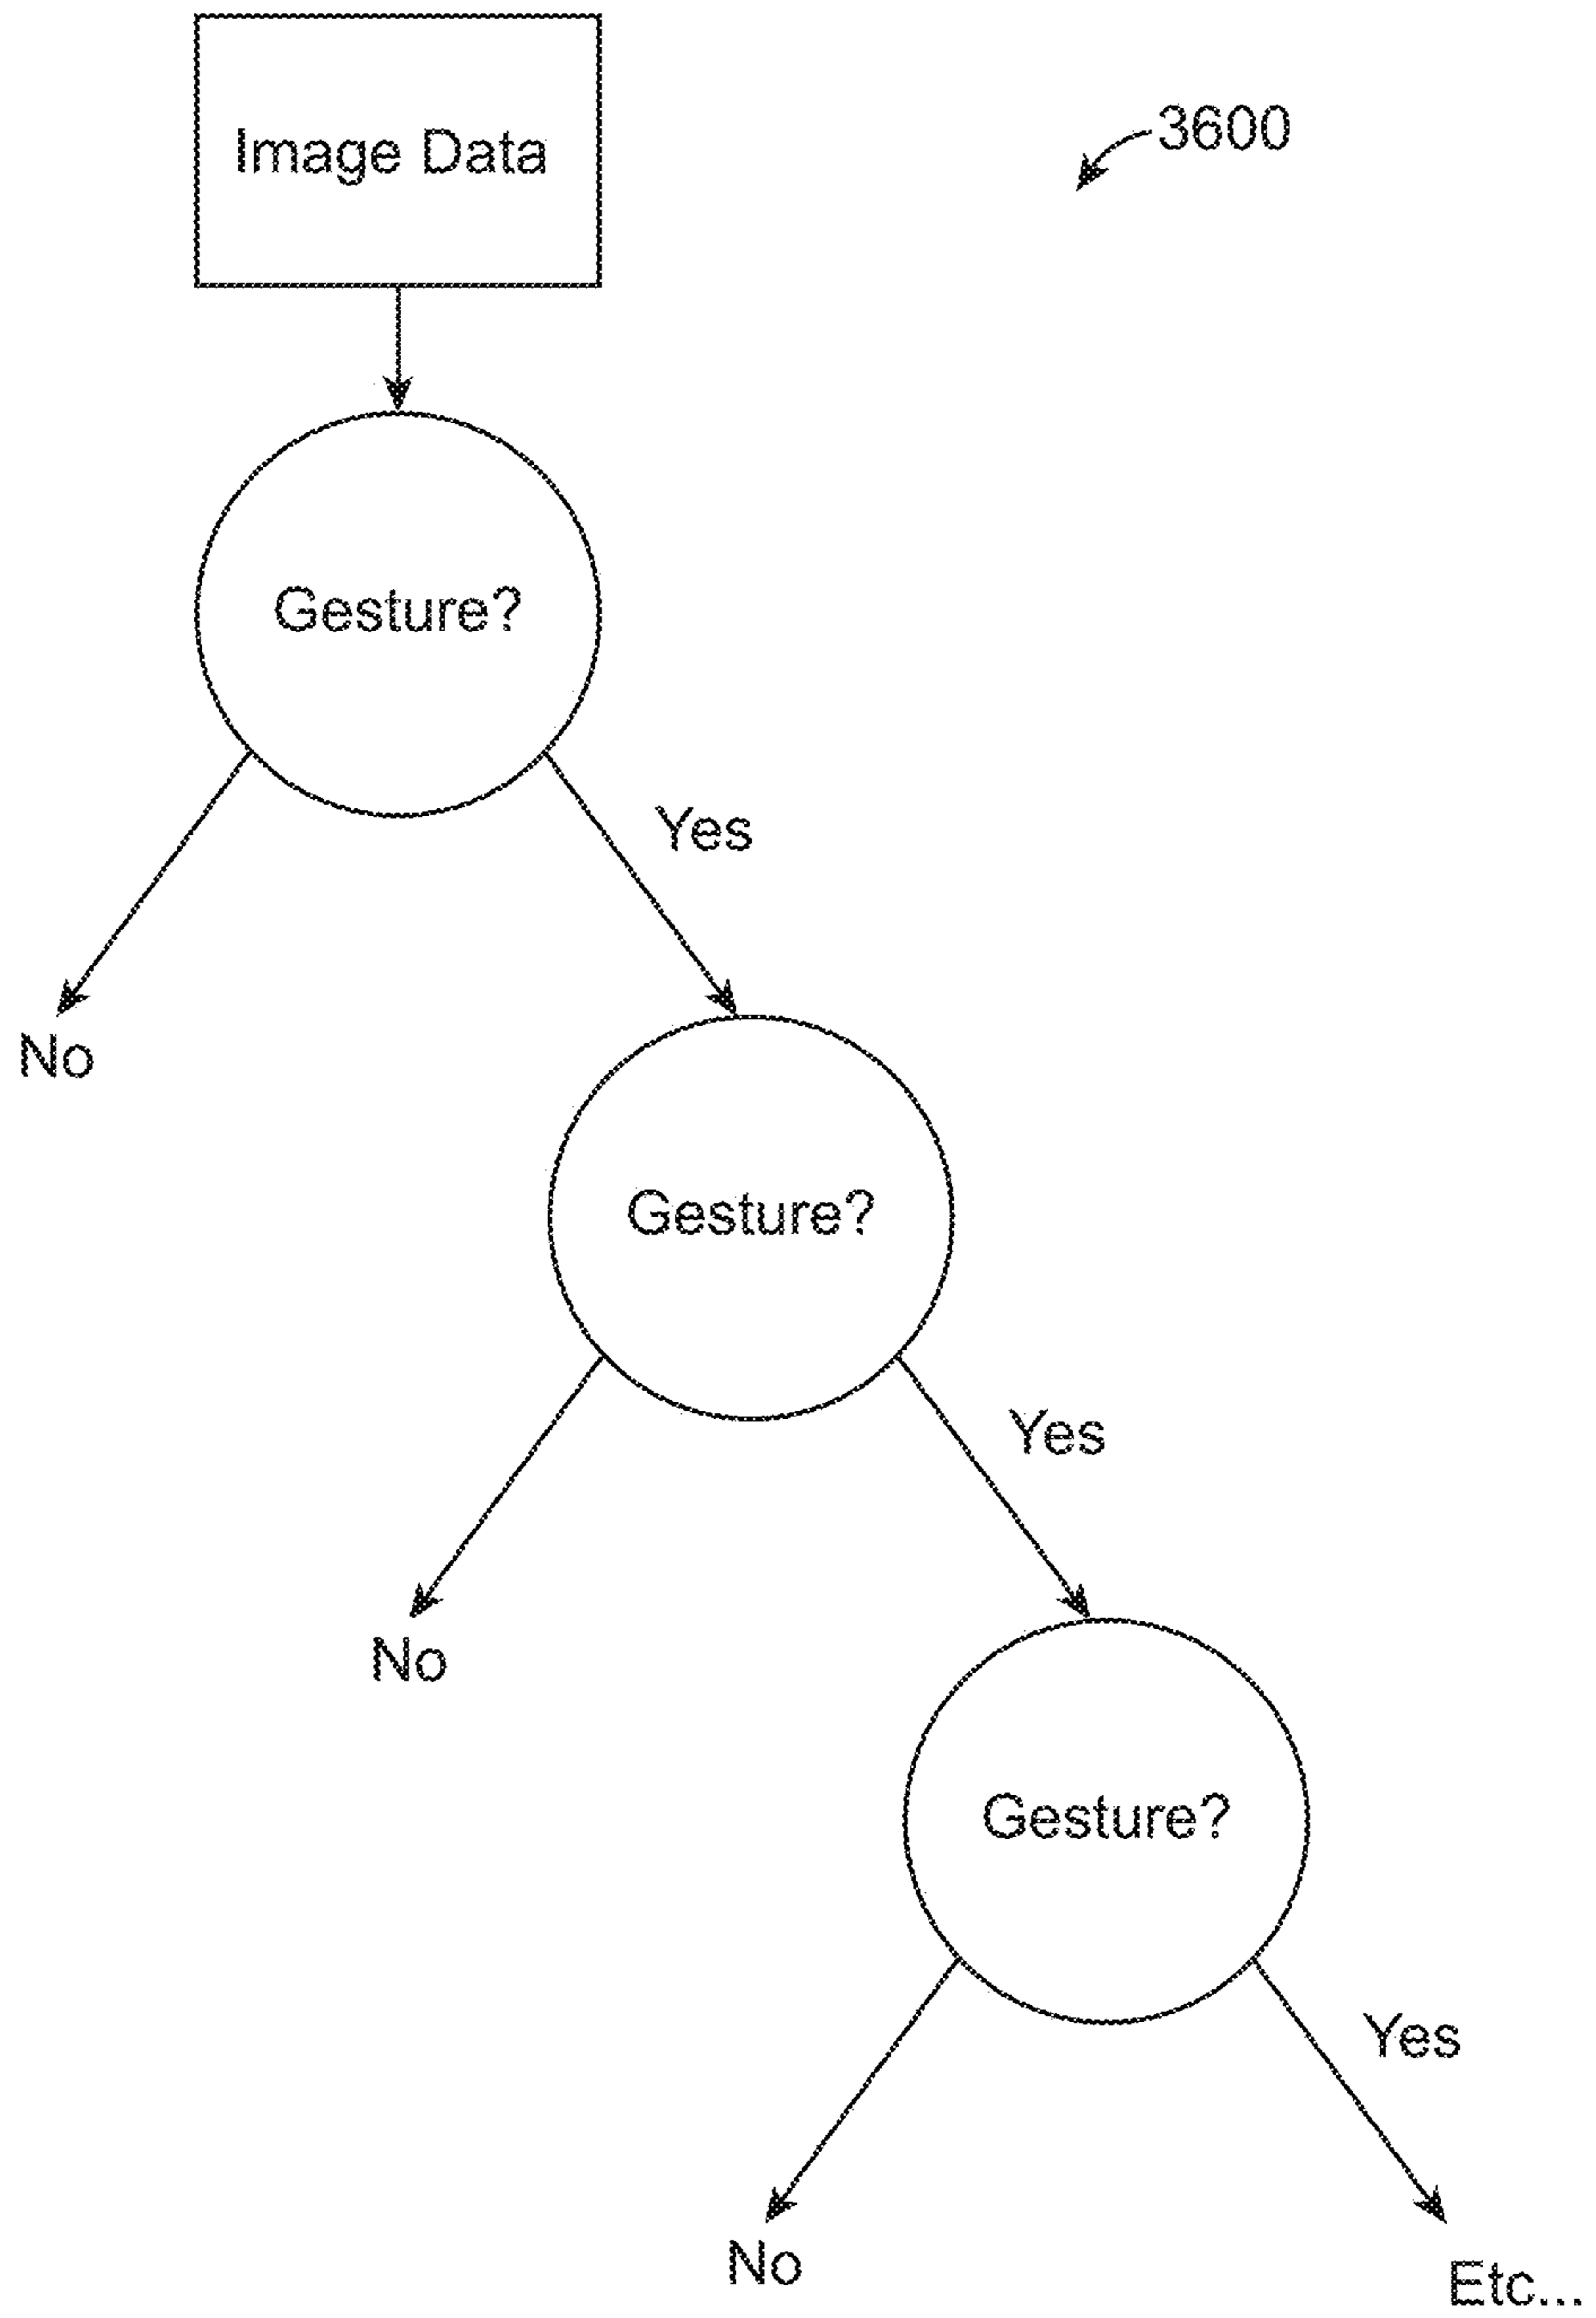 Image Data
3600
Gesture?
Yes
No
Gesture?
Yes
No
Gesture?
Yes
No
Etc...